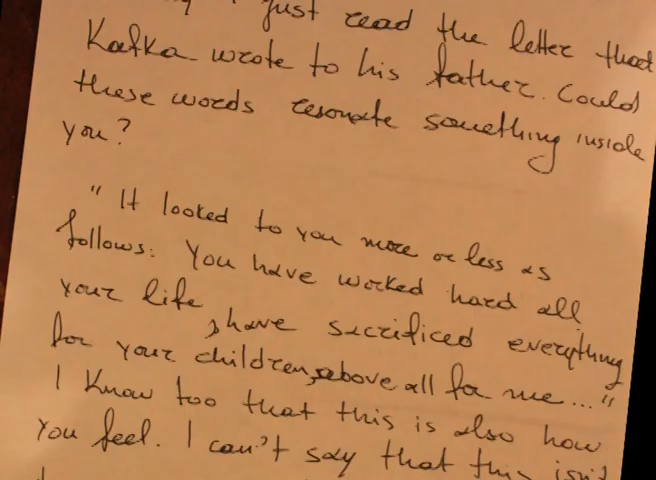 I just read the letter that
Kafka wrote to his father. Could
these words resonate something inside
you?
" It looked to you more or less as
follows: You have worked hard all
your life, have sacrificed everything
for your children, above all for me..."
I know too that this is also how
you feel. I can't say that this isn't